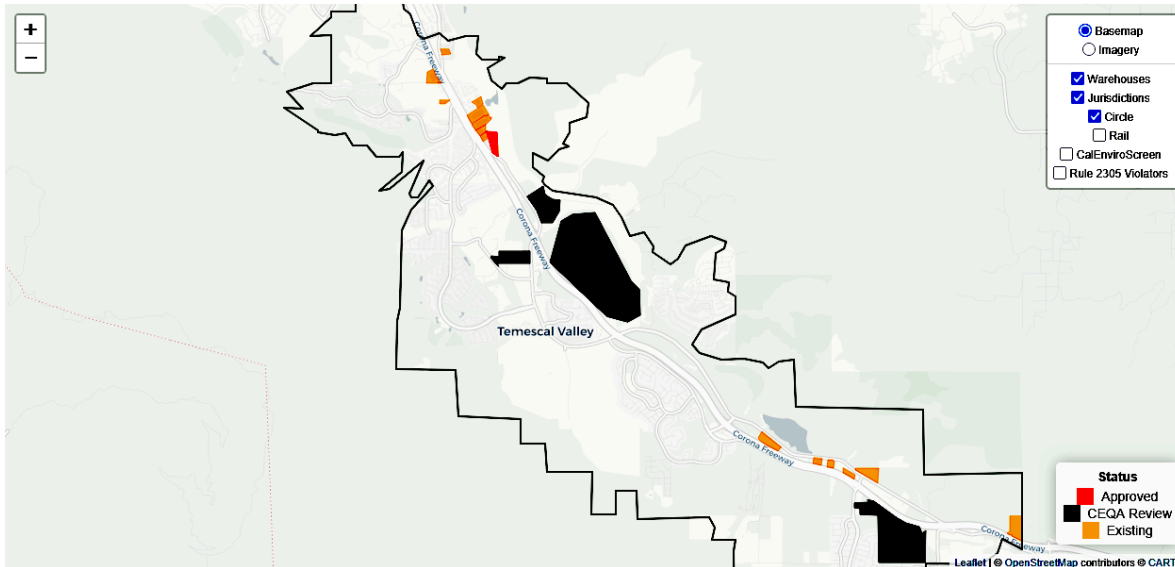 +
−
Corona Freeway
Corona Freeway
Temescal Valley
Corona Freeway
Corona Freeway
Basemap
Imagery
Warehouses
Jurisdictions
Circle
Rail
CalEnviroScreen
Rule 2305 Violators
Status
Approved
CEQA Review
Existing
Leaflet | © OpenStreetMap contributors © CART